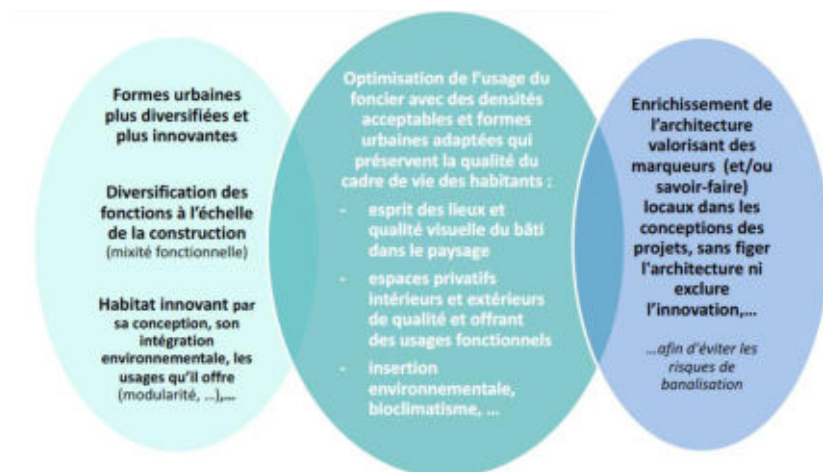 Formes urbaines
plus diversifiées et
plus innovantes
Diversification des
fonctions à l'échelle
de la construction
(mixité fonctionnelle)
Habitat innovant par
sa conception, son
intégration
environnementale, les
usages qu'il offre
(modularité, …),…
Optimisation de l'usage du
foncier avec des densités
acceptables et formes
urbaines adaptées qui
préservent la qualité du
cadre de vie des habitants :
- esprit des lieux et
qualité visuelle du bâti
dans le paysage
- espaces privatifs
intérieurs et extérieurs
de qualité et offrant
des usages fonctionnels
- insertion
environnementale,
bioclimatisme, …
Enrichissement de
l'architecture
valorisant des
marqueurs (et/ou
savoir-faire)
locaux dans les
conceptions des
projets, sans figer
l'architecture ni
exclure
l'innovation,…
…afin d'éviter les
risques de
banalisation